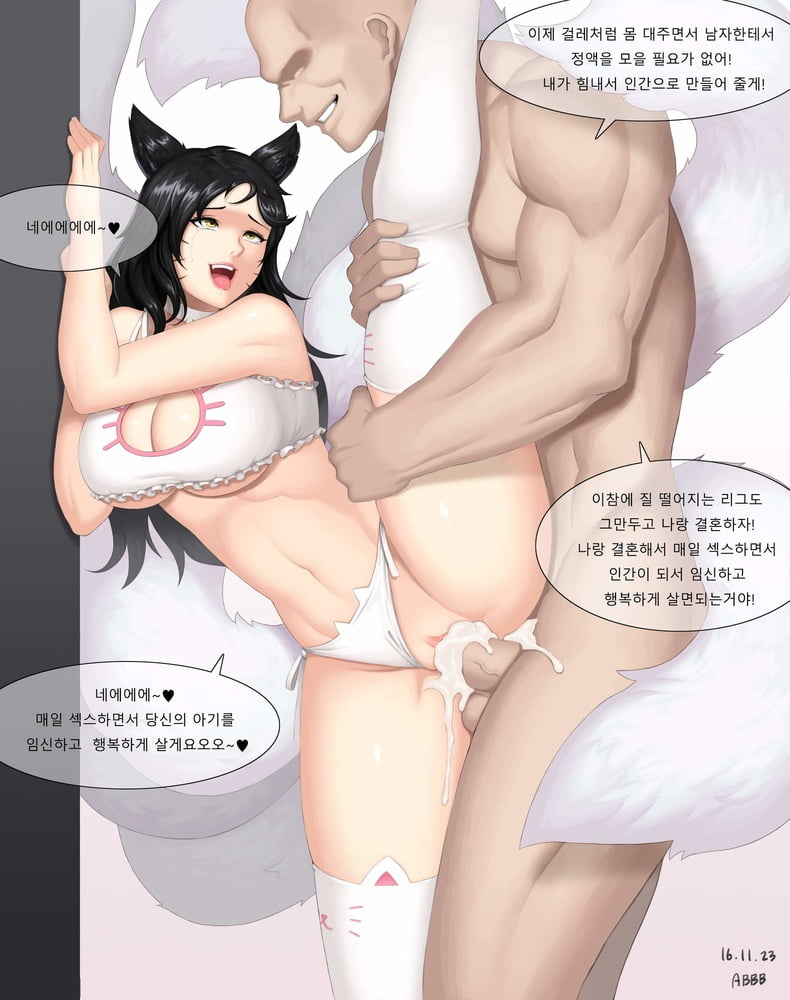 이제 걸레처럼 몸 대주면서 남자한테서
정액을 모을 필요가 없어!
내가 힘내서 인간으로 만들어 줄게!
네에에에에~♥
이참에 질 떨어지는 리그도
그만두고 나랑 결혼하자!
나랑 결혼해서 매일 섹스하면서
인간이 되서 임신하고
행복하게 살면되는거야!
네에에에~♥
매일 섹스하면서 당신의 아기를
임신하고 행복하게 살게요오오~♥
16.11.23
ABBB